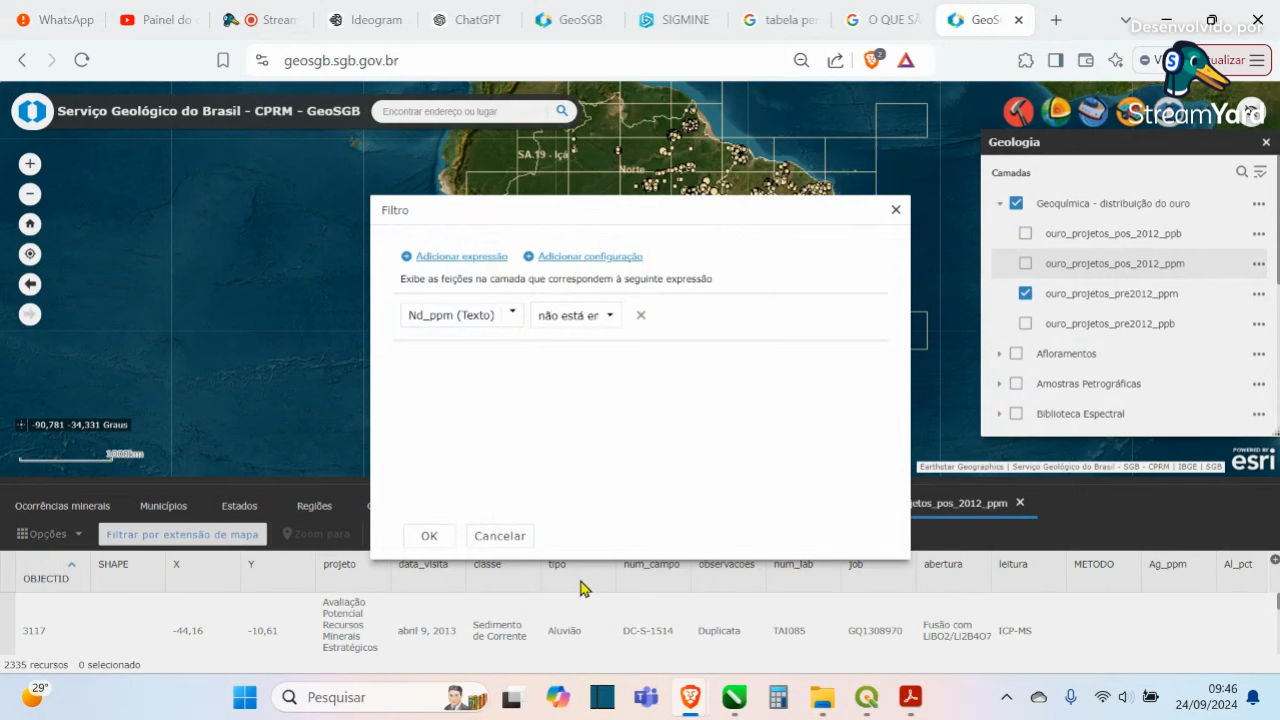 WhatsApp
Painel do
Stream
Ideogram
ChatGPT
GeoSGB
SIGMINE
tabela per
O QUE SÃ
GeoS
Desenvolvido por
geosgb.sgb.gov.br
2
alizar
StreamYard
Serviço Geológico do Brasil - CPRM - GeoSGB
Encontrar endereço ou lugar
Geologia
SA.19 - Içá
Norte
Camadas
Geoquímica - distribuição do ouro
ouro_projetos_pos_2012_ppb
ouro_projetos_pos_2012_ppm
ouro_projetos_pre2012_ppm
ouro_projetos_pre2012_ppb
Afloramentos
Amostras Petrográficas
Biblioteca Espectral
Filtro
Adicionar expressão
Adicionar configuração
Exibe as feições na camada que correspondem à seguinte expressão
Nd_ppm (Texto)
não está er
OK
Cancelar
-90,781 -34,331 Graus
1000km
POWERED BY
esri
Earthstar Geographics | Serviço Geológico do Brasil - SGB - CPRM | IBGE | SGB
Ocorrências minerais
Municípios
Estados
Regiões
jetos_pos_2012_ppm
Opções
Filtrar por extensão de mapa
Zoom para
OBJECTID
SHAPE
X
Y
projeto
data_visita
classe
tipo
num_campo
observacoes
num_lab
job
abertura
leitura
METODO
Ag_ppm
Al_pct
3117
-44,16
-10,61
Avaliação
Potencial
Recursos
Minerais
Estratégicos
abril 9, 2013
Sedimento
de Corrente
Aluvião
DC-S-1514
Duplicata
TAI085
GQ1308970
Fusão com
LiBO2/Li2B4O7
ICP-MS
2335 recursos
0 selecionado
29°
Pesquisar
09:46
24/09/2024